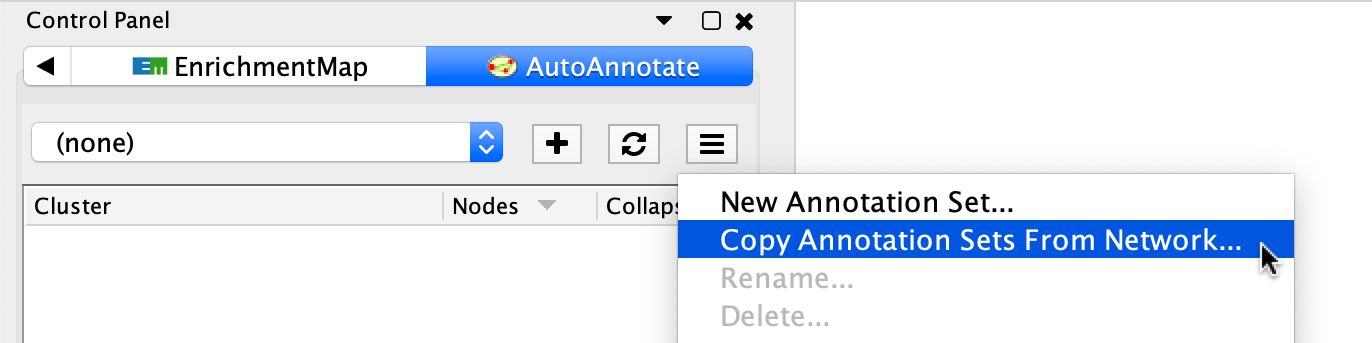 Control Panel
EnrichmentMap
AutoAnnotate
(none)
Cluster
Nodes
Collaps
New Annotation Set...
Copy Annotation Sets From Network...
Rename...
Delete...